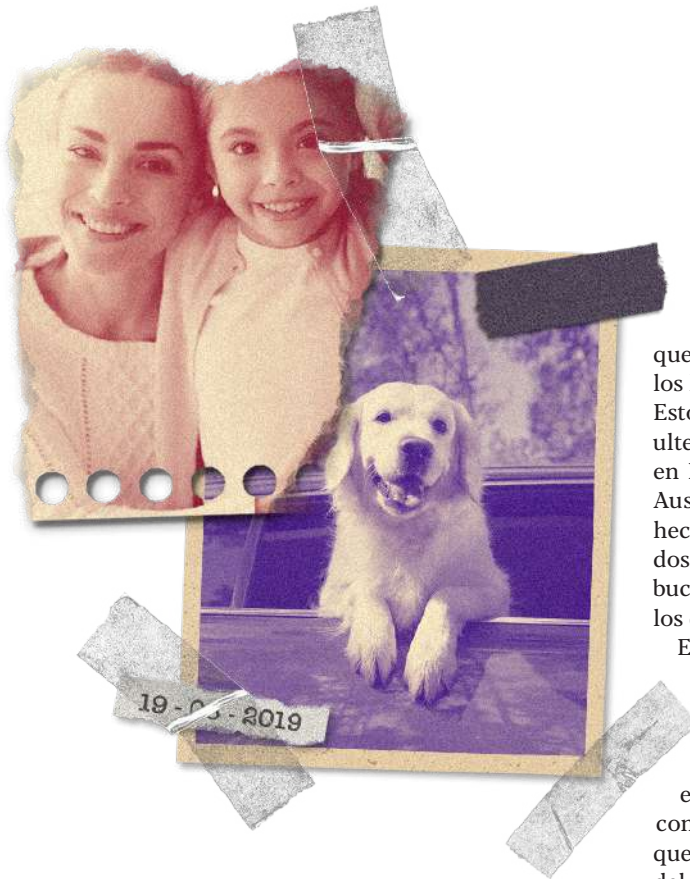 19 - - 2019
que
los
Esto
ulte
en
Aus
hec
dos
buc
los
E
e
con
que